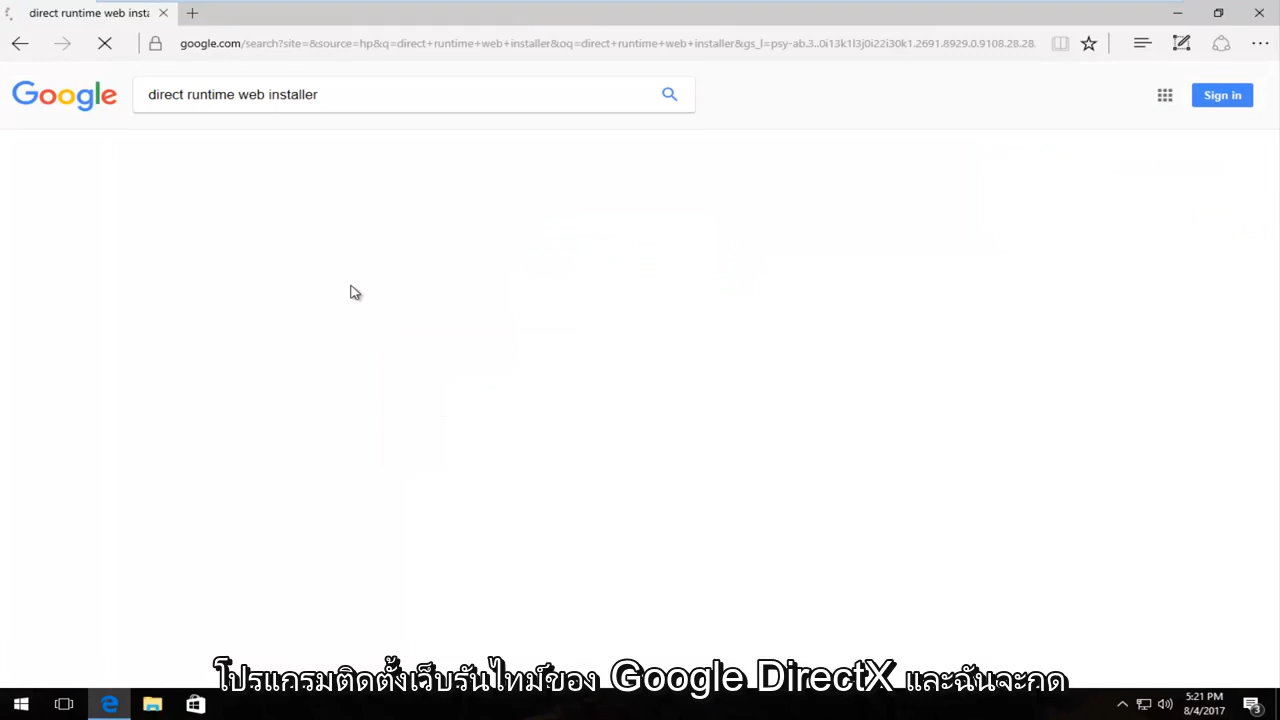 direct runtime web insta
google.com/search?site=&source=hp&q=direct+runtime+web+installer&oq=direct+runtime+web+installer&gs_l=psy-ab.3..0i13k1l3j0i22i30k1.2691.8929.0.9108.28.28.
Google
direct runtime web installer
Sign in
โปรแกรมติดตั้งเว็บรันไทม์ของ Google DirectX และฉันจะกด
5:21 PM
8/4/2017
3